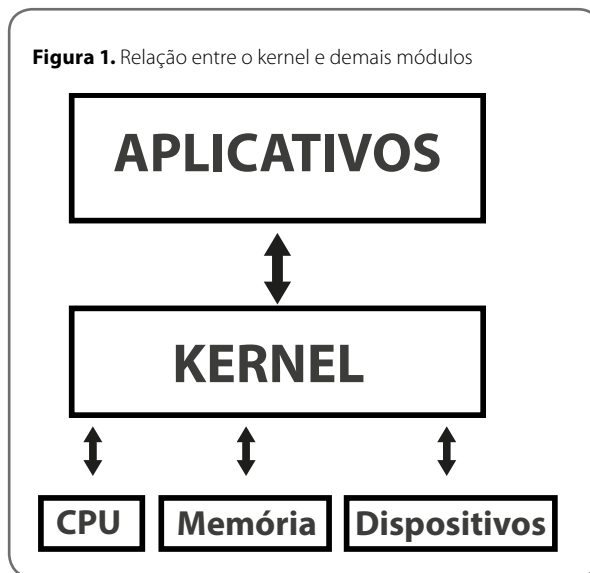 Figura 1. Relação entre o kernel e demais módulos
APLICATIVOS
KERNEL
CPU Memória Dispositivos